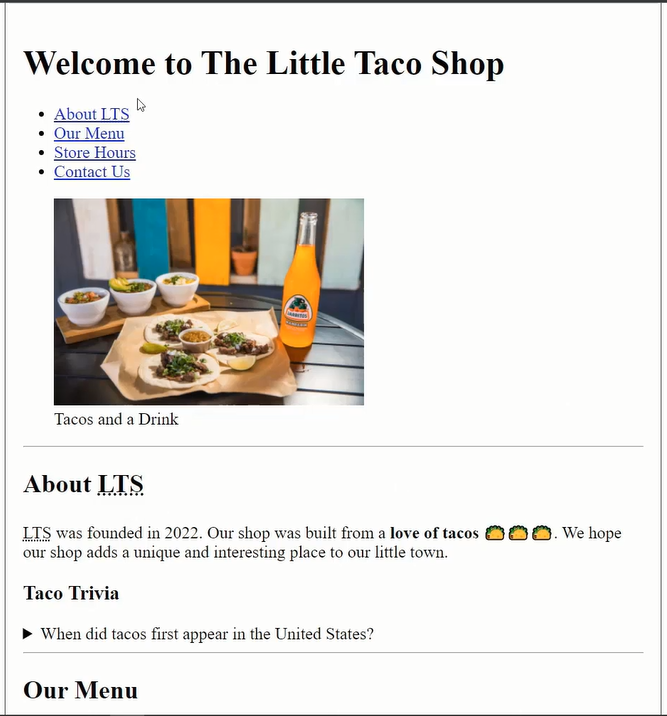 Welcome to The Little Taco Shop
About LTS
Our Menu
Store Hours
Contact Us
Tacos and a Drink
About LTS
LTS was founded in 2022. Our shop was built from a love of tacos 🌮🌮🌮. We hope
our shop adds a unique and interesting place to our little town.
Taco Trivia
When did tacos first appear in the United States?
Our Menu